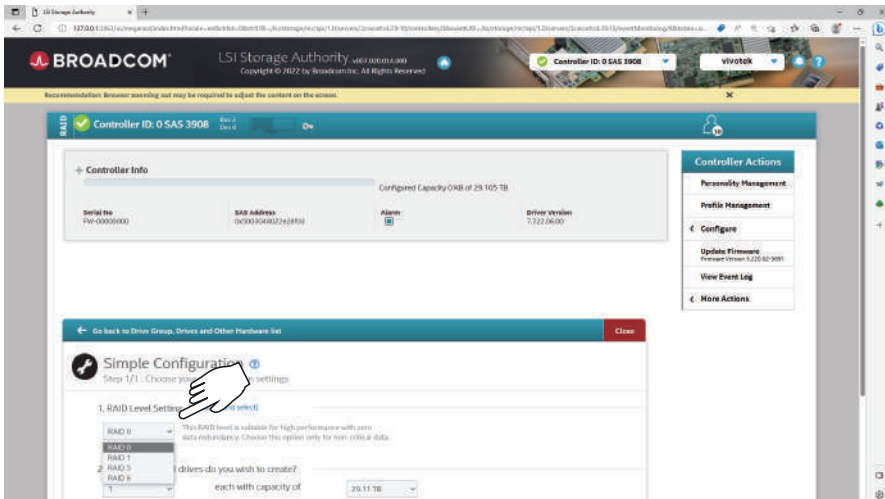 LSI Storage Authority
BROADCOM
LSI Storage Authority
Copyright © 2022 by Broadcom Inc. All Rights Reserved
Controller ID: 0 SAS 3908
vivotek
Recommendation: Browser zooming out may be required to adjust the content on the screen.
RAID
Controller ID: 0 SAS 3908
Controller Info
Configured Capacity 0 KB of 29.105 TB
Serial No
SAS Address
Alarm
Driver Version
FW-00000000
Controller Actions
Personality Management
Profile Management
Configure
Update Firmware
View Event Log
More Actions
Go back to Drive Group, Drives and Other Hardware Set
Close
Simple Configuration
Step 1/1 : Choose your settings
1. RAID Level Setting select)
RAID 0
This RAID level is suitable for high performance with zero
data redundancy. Choose this option only for non-critical data.
RAID 0
RAID 1
RAID 5
RAID 6
2 drives do you wish to create?
1
each with capacity of
29.11 TB